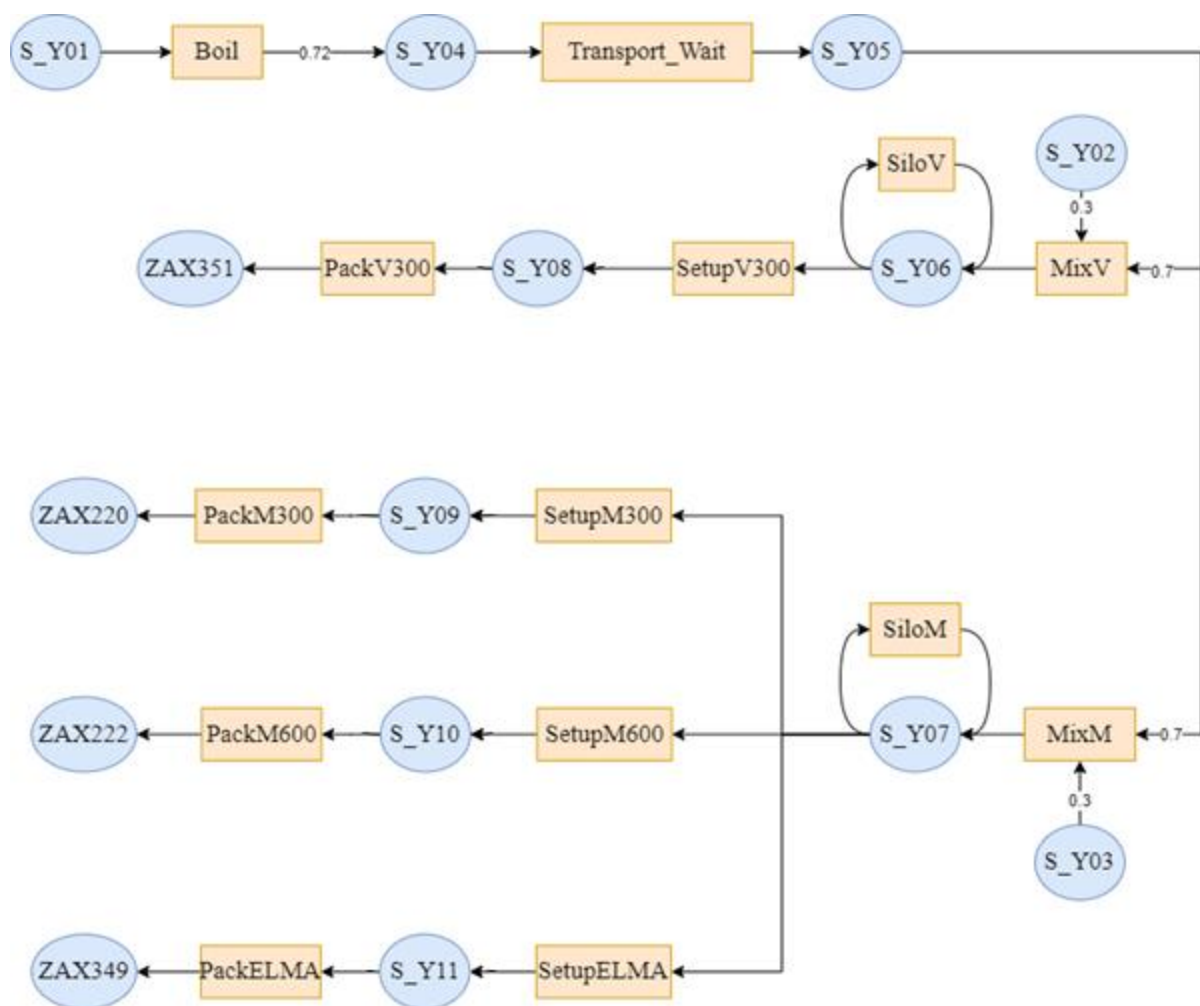 S_Y01
Boil
0.72
S_Y04
Transport_Wait
S_Y05
SiloV
S_Y02
0.3
ZAX351
PackV300
S_Y08
SetupV300
S_Y06
MixV
0.7
ZAX220
PackM300
S_Y09
SetupM300
SiloM
ZAX222
PackM600
S_Y10
SetupM600
S_Y07
MixM
0.7
0.3
S_Y03
ZAX349
PackELMA
S_Y11
SetupELMA